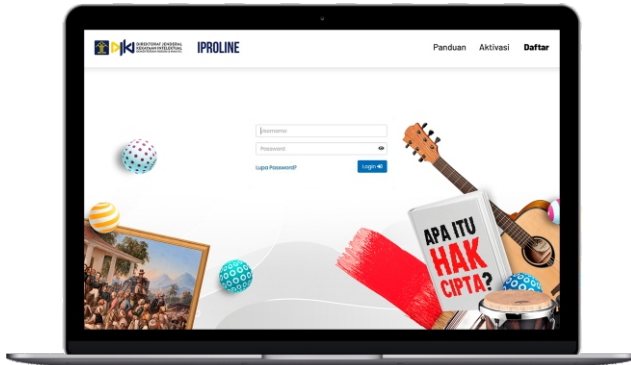 DIREKTORAT JENDERAL
KEKAYAAN INTELEKTUAL
IPROLINE
Panduan Aktivasi Daftar
Username
Password
Lupa Password?
Login
APA ITU
HAK
CIPTA?